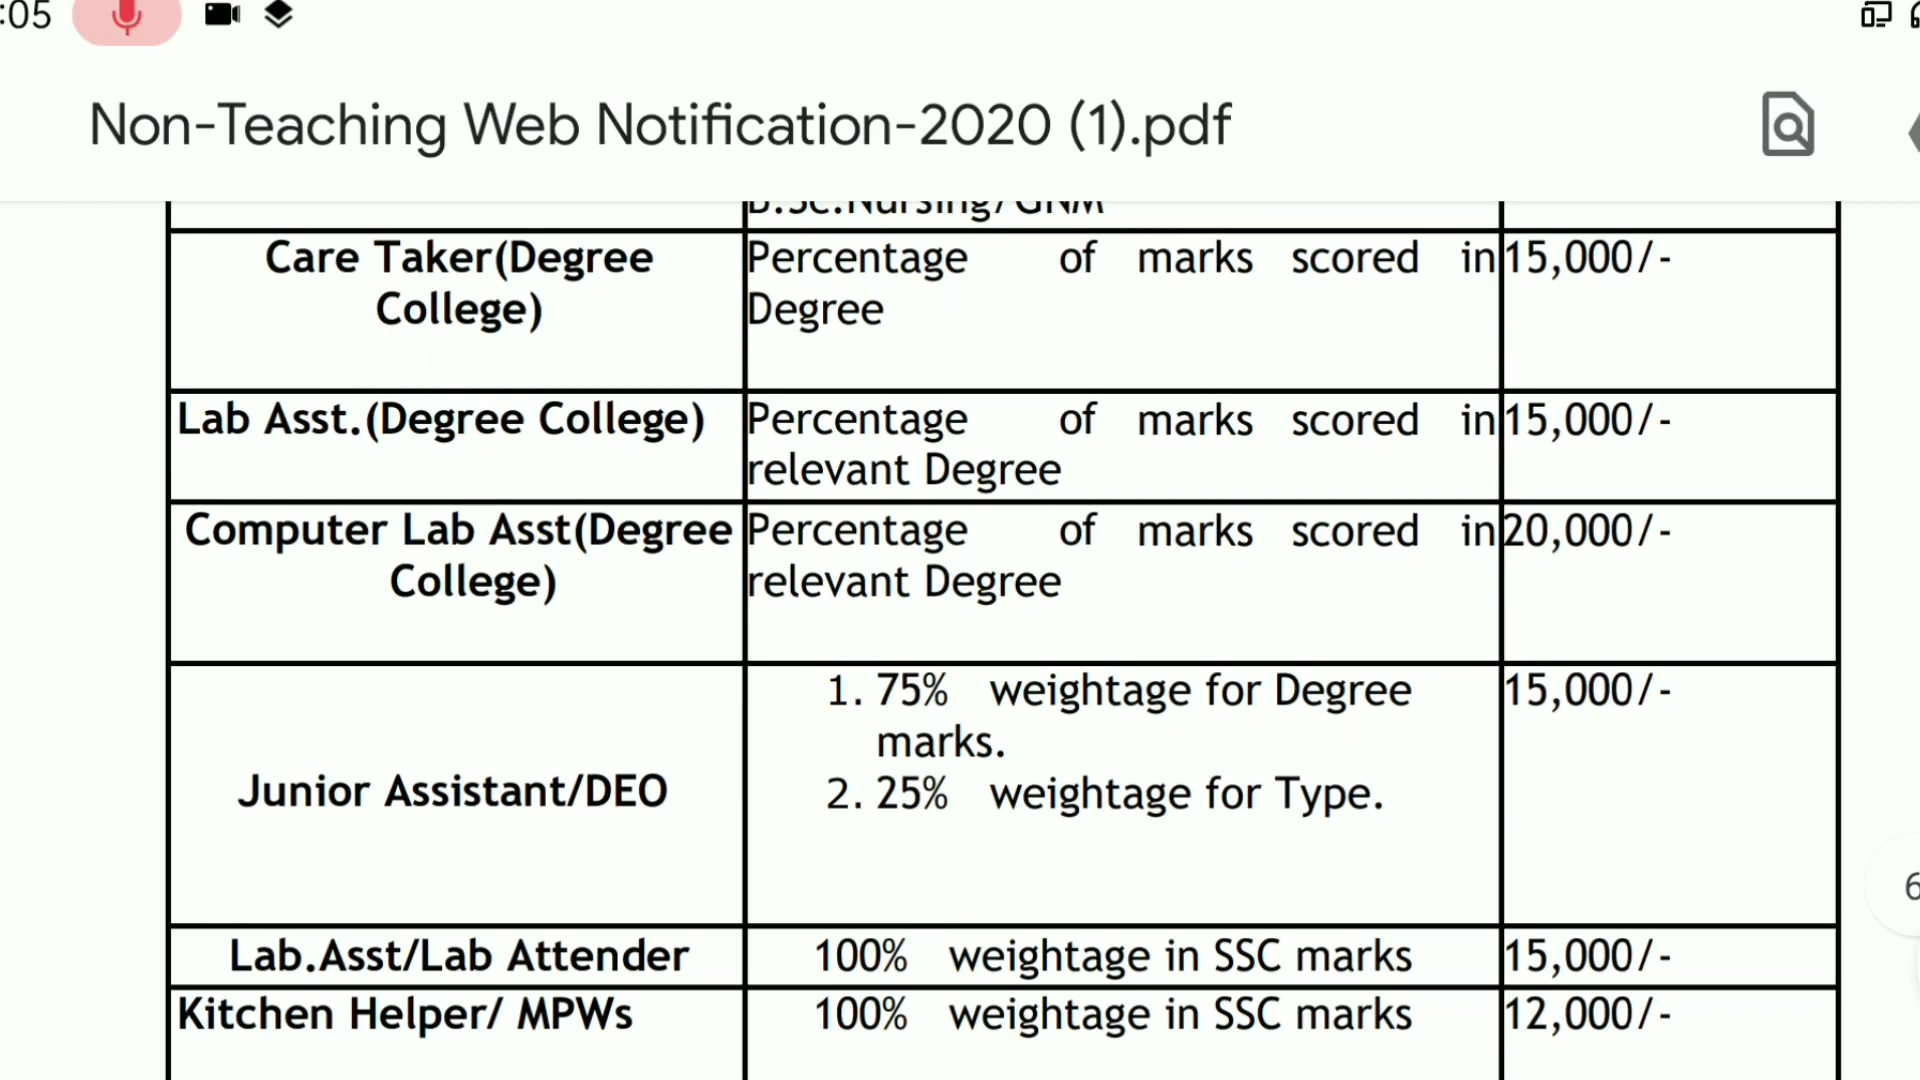 :05
Non-Teaching Web Notification-2020 (1).pdf
B.Sc.Nursing/GNM
Care Taker(Degree College)
Percentage of marks scored in Degree
15,000/-
Lab Asst.(Degree College)
Percentage of marks scored in relevant Degree
15,000/-
Computer Lab Asst(Degree College)
Percentage of marks scored in relevant Degree
20,000/-
Junior Assistant/DEO
1. 75% weightage for Degree marks.
2. 25% weightage for Type.
15,000/-
Lab.Asst/Lab Attender
100% weightage in SSC marks
15,000/-
Kitchen Helper/ MPWs
100% weightage in SSC marks
12,000/-
6